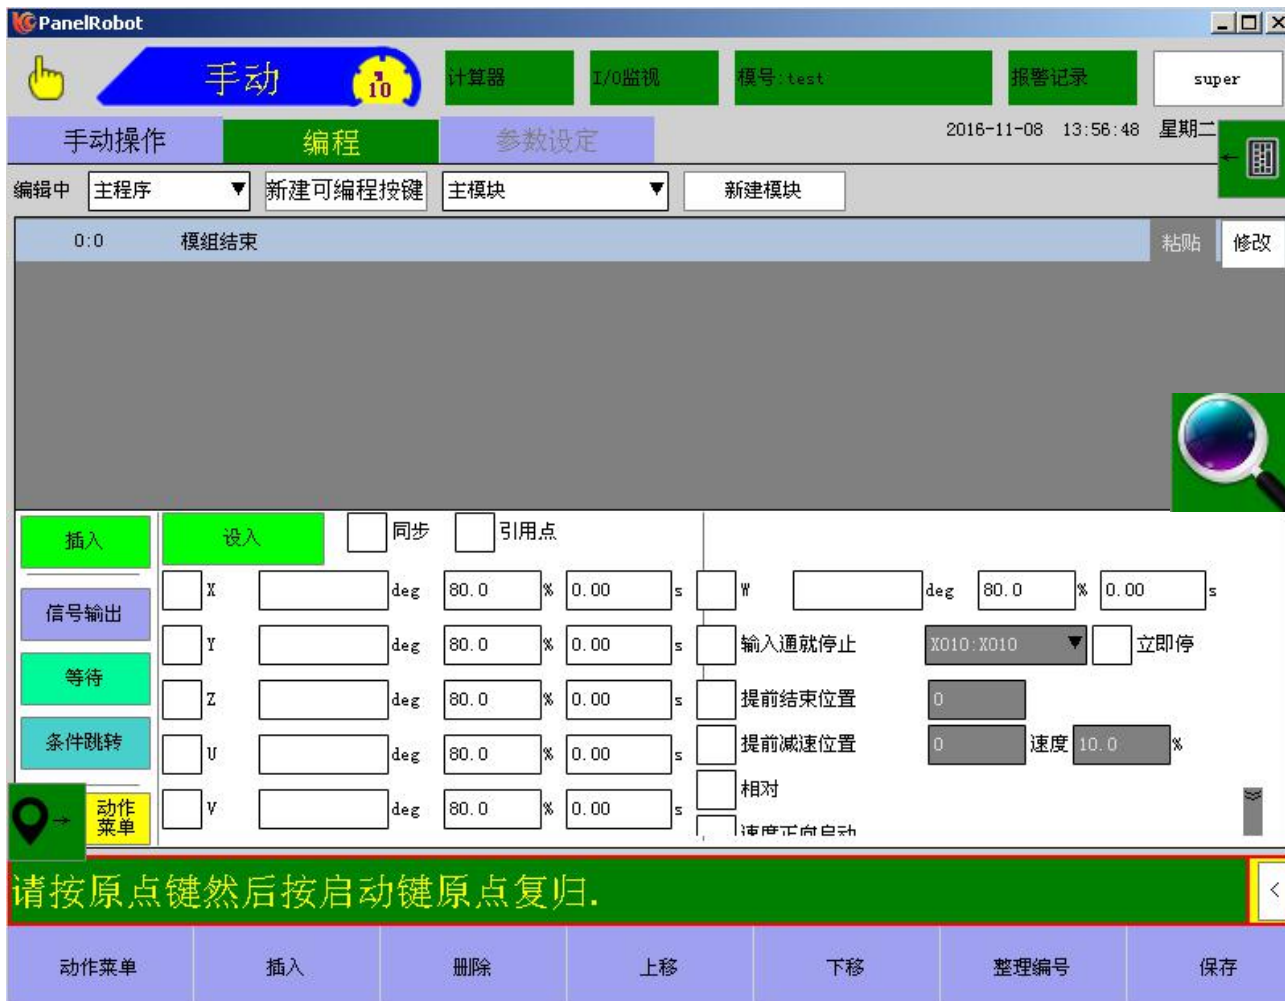 PanelRobot
手动 10 计算器 I/O监视 模号:test 报警记录 super
手动操作 编程 参数设定 2016-11-08 13:56:48 星期二
编辑中 主程序 新建可编程按键 主模块 新建模块
0:0 模组结束 粘贴 修改
插入 设入 同步 引用点
X deg 80.0 % 0.00 s W deg 80.0 % 0.00 s
信号输出
Y deg 80.0 % 0.00 s 输入通就停止 X010:X010 立即停
等待
Z deg 80.0 % 0.00 s 提前结束位置 0
条件跳转
U deg 80.0 % 0.00 s 提前减速位置 0 速度 10.0 %
相对
动作菜单 V deg 80.0 % 0.00 s
速度正向启动
请按原点键然后按启动键原点复归.
<
动作菜单 插入 删除 上移 下移 整理编号 保存